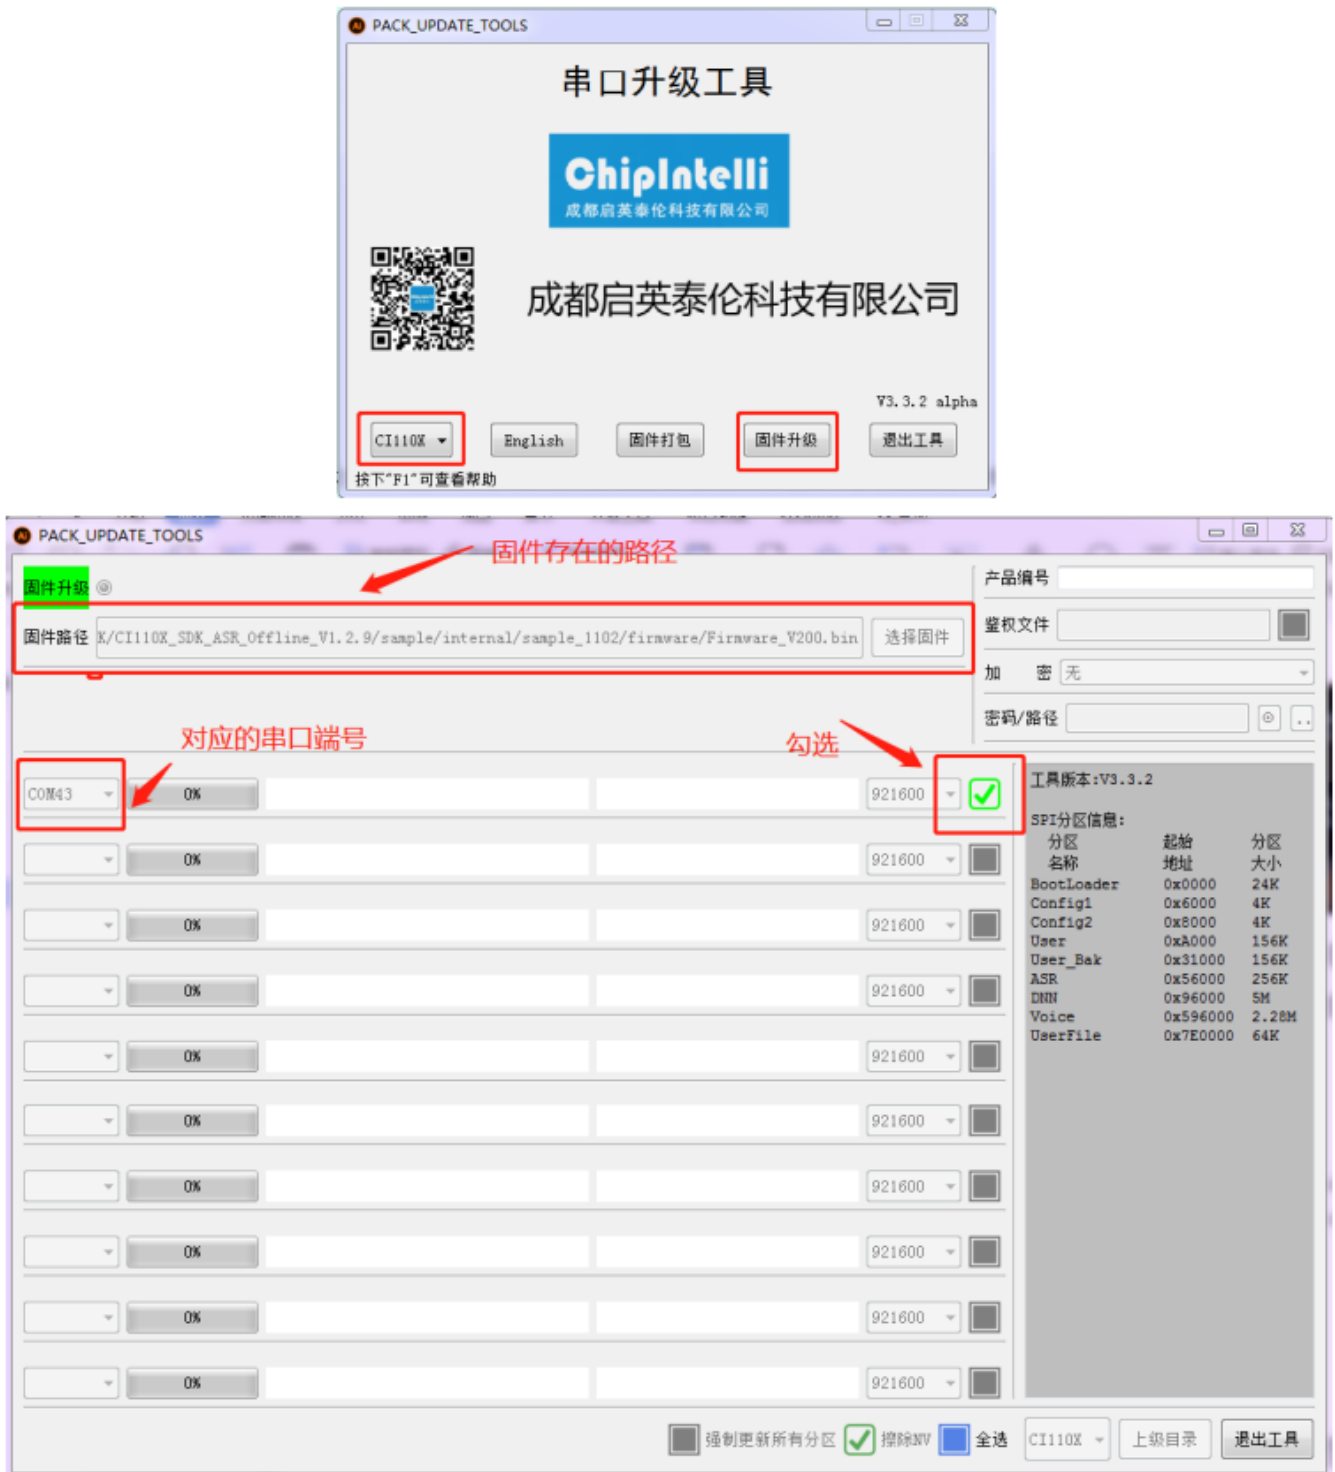 PACK_UPDATE_TOOLS
串口升级工具
ChipIntelli
成都启英泰伦科技有限公司
成都启英泰伦科技有限公司
V3.3.2 alpha
CI110X English 固件打包 固件升级 退出工具
按下"F1"可查看帮助
PACK_UPDATE_TOOLS
固件存在的路径
固件升级
固件路径 K/CI110X_SDK_ASR_Offline_V1.2.9/sample/internal/sample_1102/firmware/Firmware_V200.bin 选择固件
产品编号
鉴权文件
加 密 无
密码/路径 ..
对应的串口端号
勾选
COM43 0% 921600
0% 921600
0% 921600
0% 921600
0% 921600
0% 921600
0% 921600
0% 921600
0% 921600
0% 921600
工具版本:V3.3.2
SPI分区信息:
分区 起始 分区
名称 地址 大小
BootLoader 0x0000 24K
Config1 0x6000 4K
Config2 0x8000 4K
User 0xA000 156K
User_Bak 0x31000 156K
ASR 0x56000 256K
DNN 0x96000 5M
Voice 0x596000 2.28M
UserFile 0x7E0000 64K
强制更新所有分区 擦除NV 全选 CI110X 上级目录 退出工具